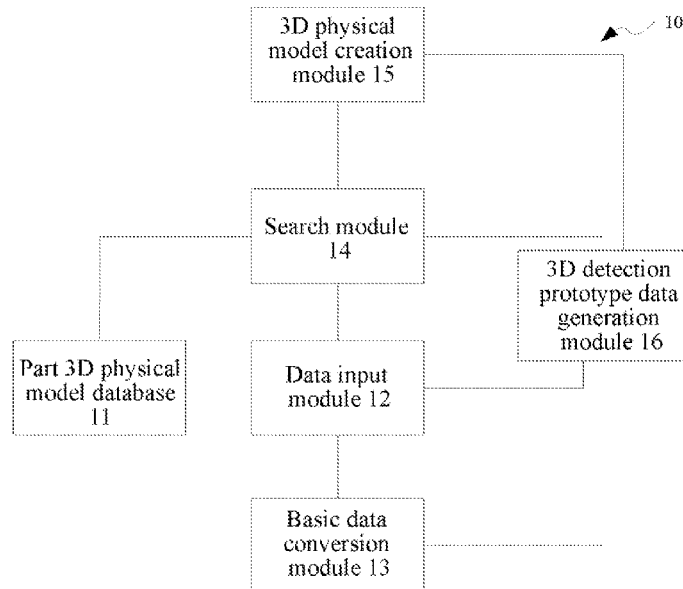 3D physical
model creation
module 15
10
Search module
14
3D detection
prototype data
generation
module 16
Part 3D physical
model database
11
Data input
module 12
Basic data
conversion
module 13